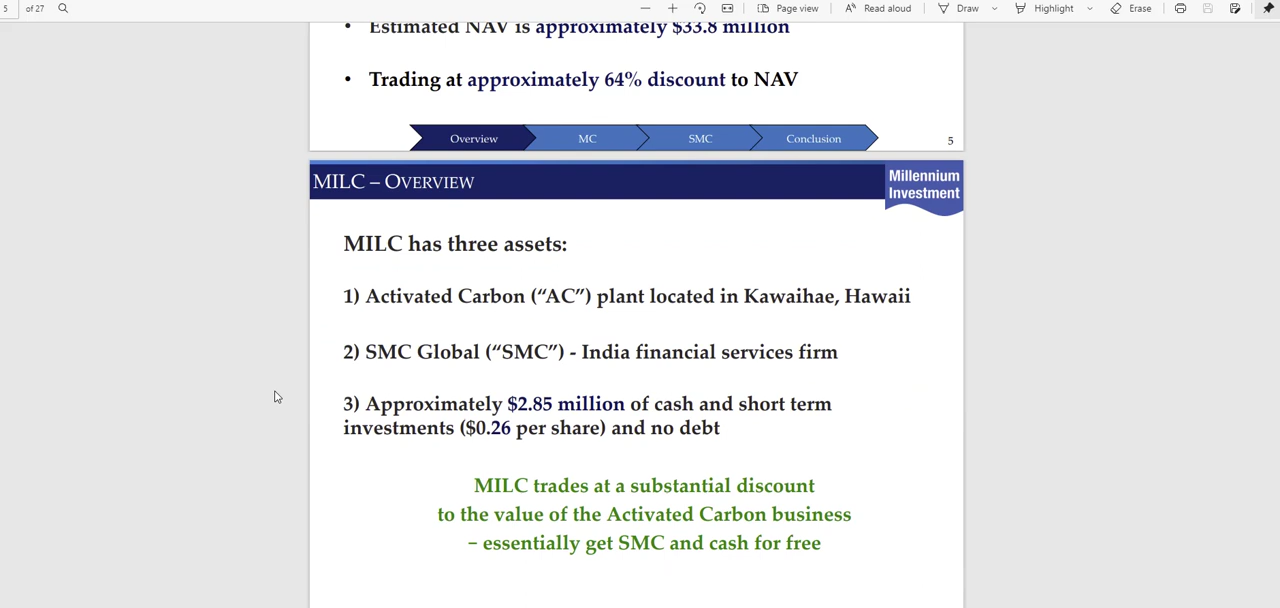 5 of 27 Page view Read aloud Draw Highlight Erase
• Estimated NAV is approximately $33.8 million
• Trading at approximately 64% discount to NAV
Overview MC SMC Conclusion
5
MILC – OVERVIEW
Millennium
Investment
MILC has three assets:
1) Activated Carbon (“AC”) plant located in Kawaihae, Hawaii
2) SMC Global (“SMC”) - India financial services firm
3) Approximately $2.85 million of cash and short term
investments ($0.26 per share) and no debt
MILC trades at a substantial discount
to the value of the Activated Carbon business
– essentially get SMC and cash for free